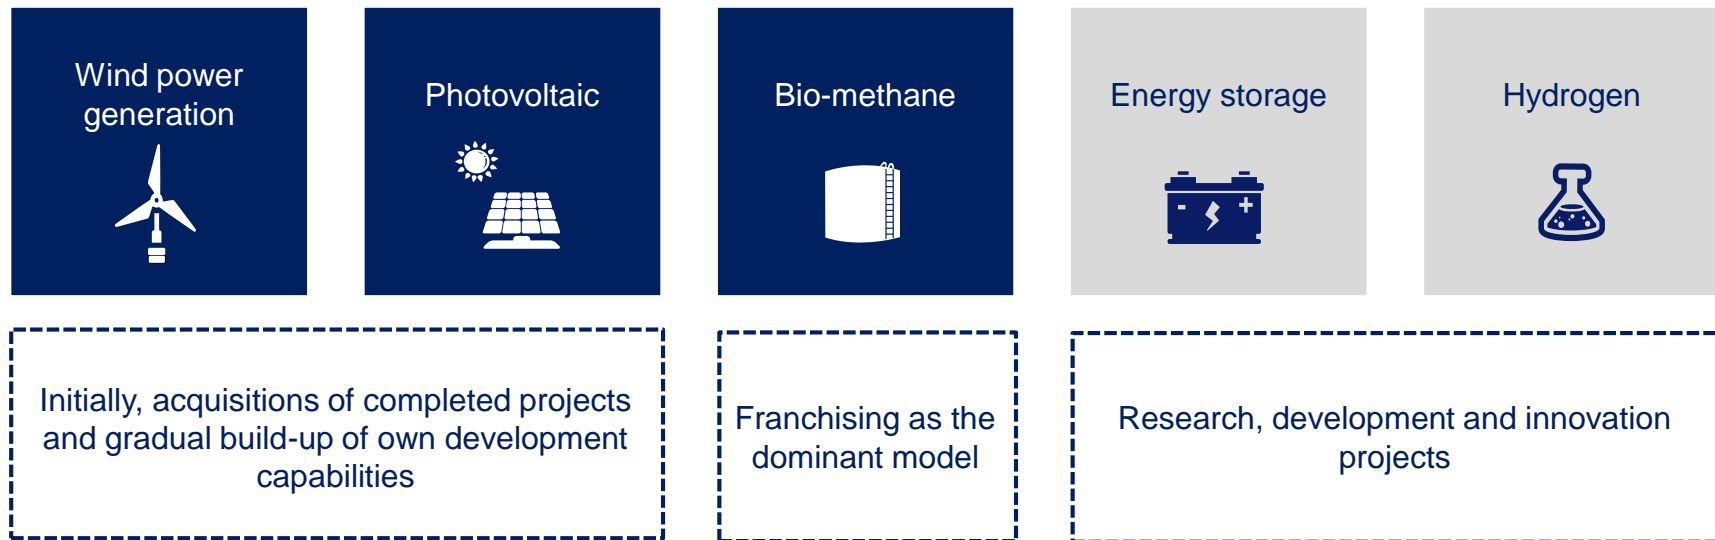 Wind power
generation
Photovoltaic
Bio-methane
Energy storage
Hydrogen
Initially, acquisitions of completed projects
and gradual build-up of own development
capabilities
Franchising as the
dominant model
Research, development and innovation
projects